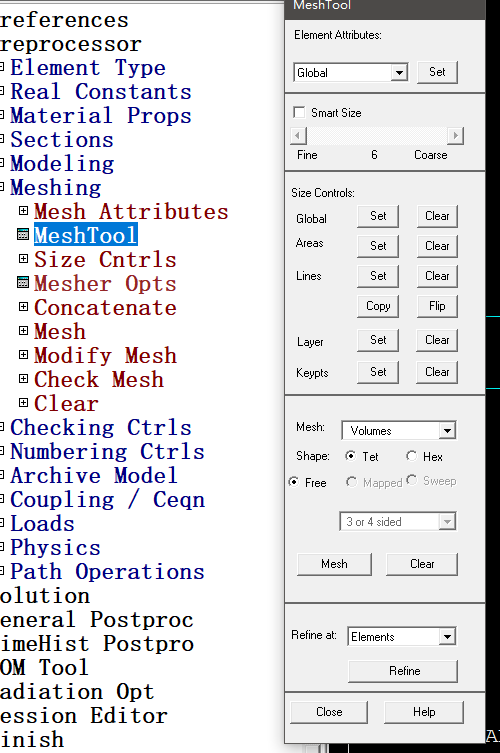 references
reprocessor
Element Type
Real Constants
Material Props
Sections
Modeling
Meshing
Mesh Attributes
MeshTool
Size Cntrls
Mesher Opts
Concatenate
Mesh
Modify Mesh
Check Mesh
Clear
Checking Ctrls
Numbering Ctrls
Archive Model
Coupling / Ceqn
Loads
Physics
Path Operations
olution
eneral Postproc
imeHist Postpro
OM Tool
adiation Opt
ession Editor
inish
MeshTool
Element Attributes:
Global Set
Smart Size
Fine 6 Coarse
Size Controls:
Global Set Clear
Areas Set Clear
Lines Set Clear
Copy Flip
Layer Set Clear
Keypts Set Clear
Mesh: Volumes
Shape: Tet Hex
Free Mapped Sweep
3 or 4 sided
Mesh Clear
Refine at: Elements
Refine
Close Help
A